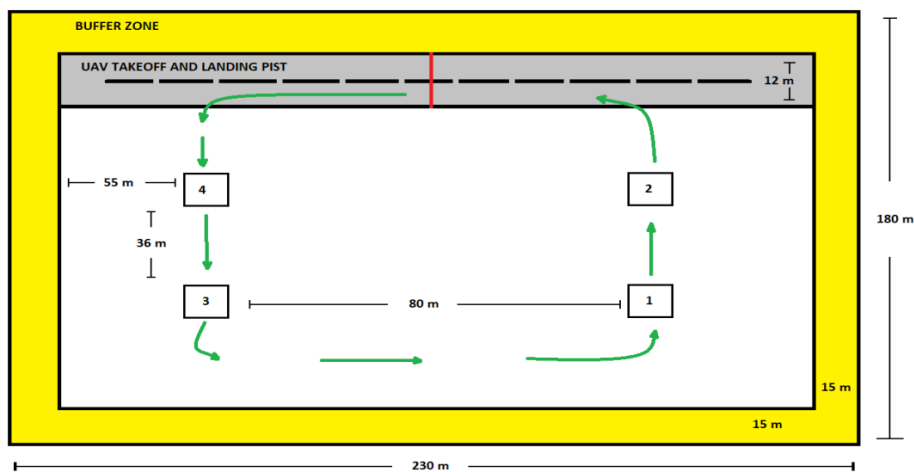 BUFFER ZONE
UAV TAKEOFF AND LANDING PIST
12 m
55 m
4
2
180 m
36 m
3
80 m
1
15 m
15 m
230 m